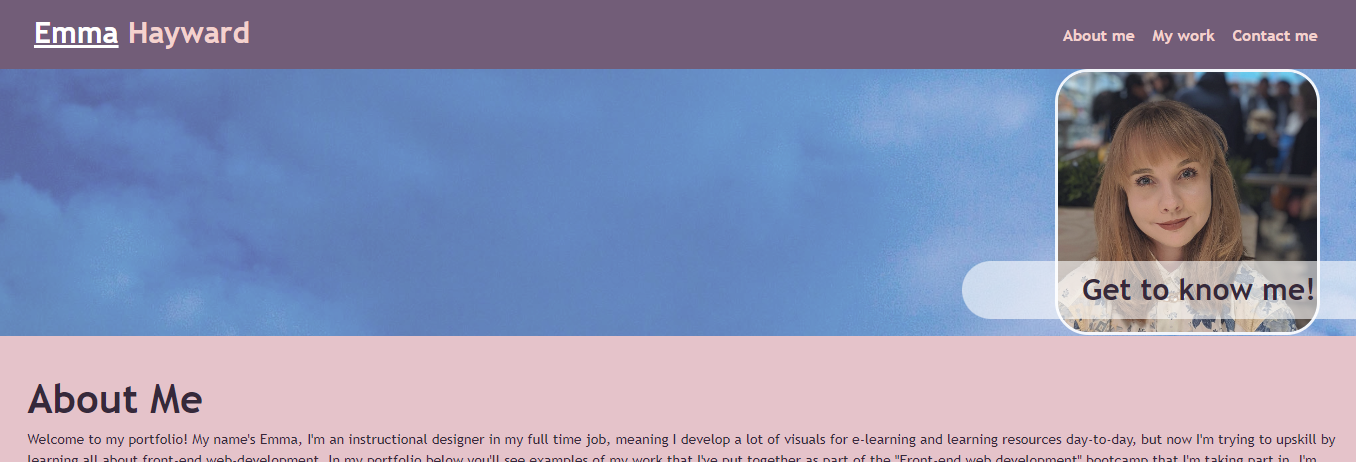 Emma Hayward
About me My work Contact me
Get to know me!
About Me
Welcome to my portfolio! My name's Emma, I'm an instructional designer in my full time job, meaning I develop a lot of visuals for e-learning and learning resources day-to-day, but now I'm trying to upskill by
learning all about front-end web-development. In my portfolio below you'll see examples of my work that I've put together as part of the "Front-end web development" bootcamp that I'm taking part in. I'm